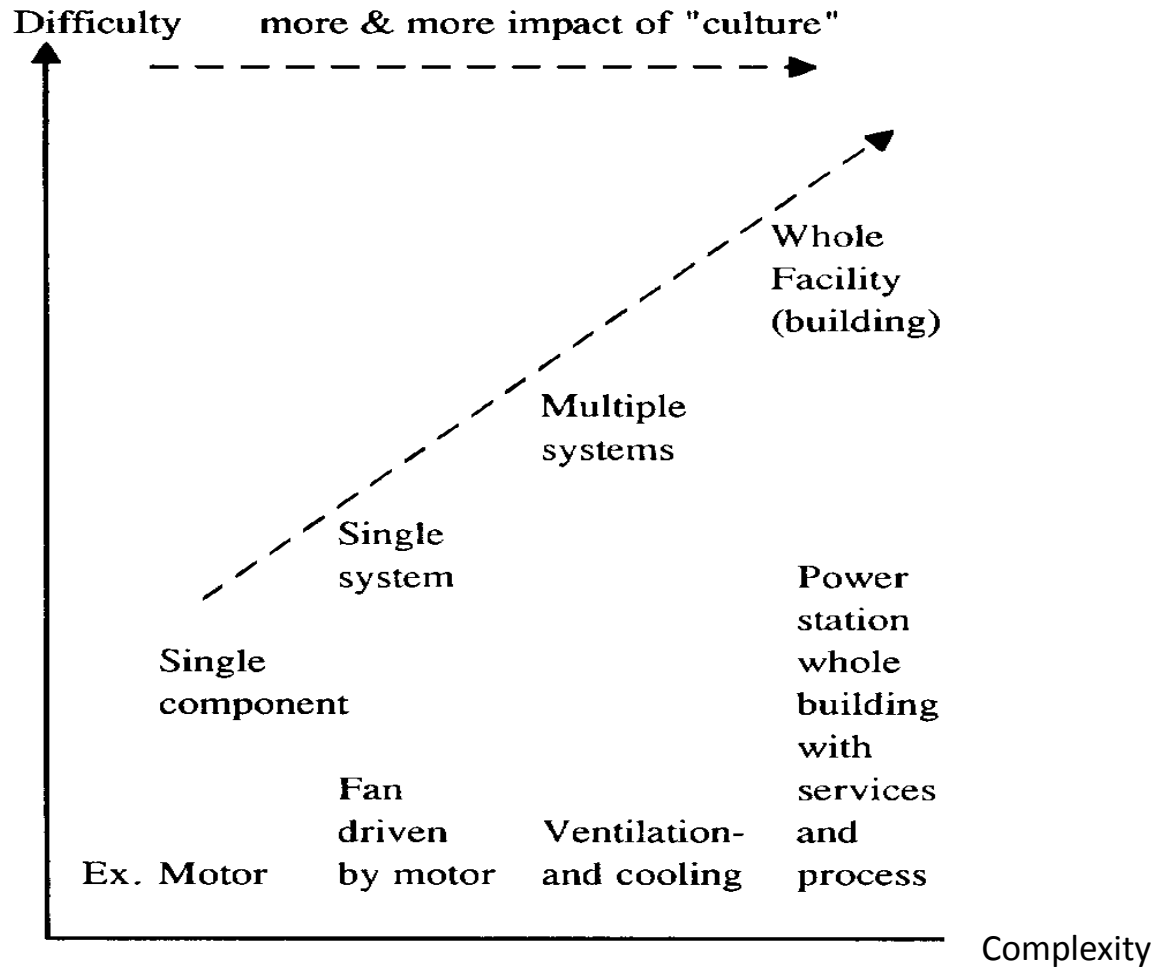 Difficulty more & more impact of "culture"
Whole
Facility
(building)
Multiple
systems
Single
system
Single
component
Power
station
whole
building
with
services
and
process
Ventilation-
and cooling
Fan
driven
by motor
Ex. Motor
Complexity